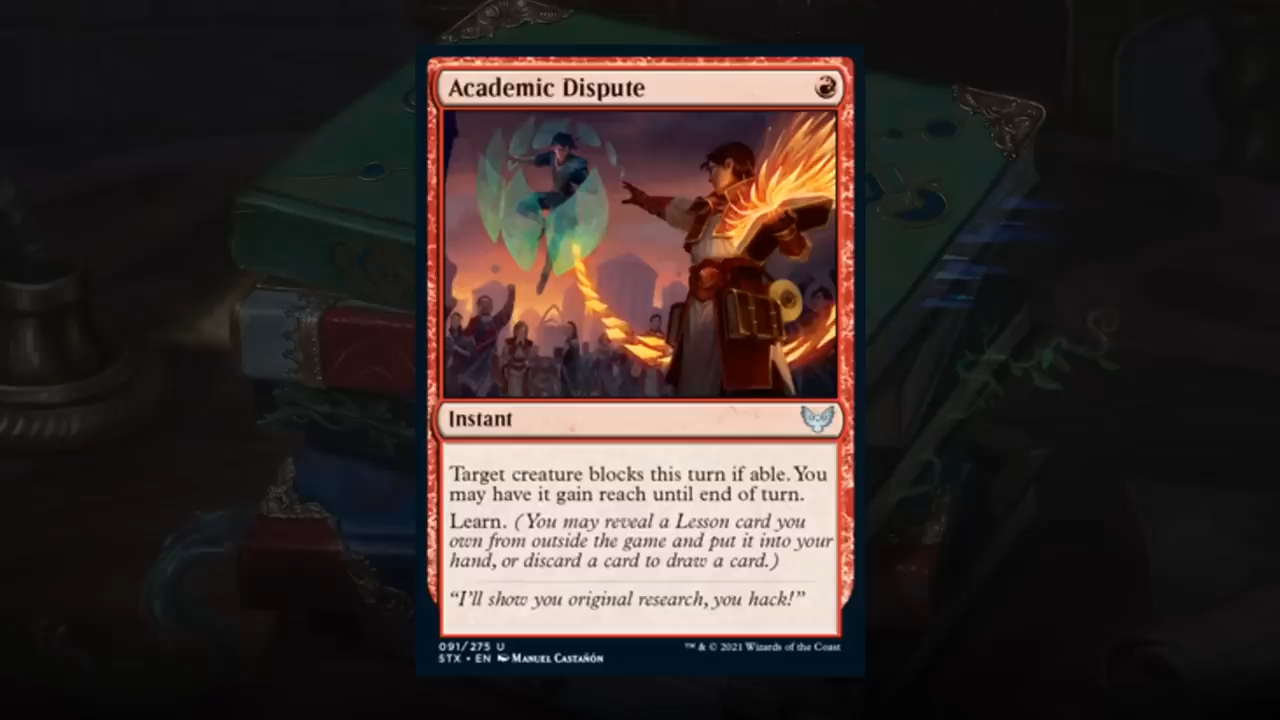 Academic Dispute
Instant
Target creature blocks this turn if able. You
may have it gain reach until end of turn.
Learn. (You may reveal a Lesson card you
own from outside the game and put it into your
hand, or discard a card to draw a card.)
“I’ll show you original research, you hack!”
091/275 U
STX • EN Manuel Castañón
™ & © 2021 Wizards of the Coast